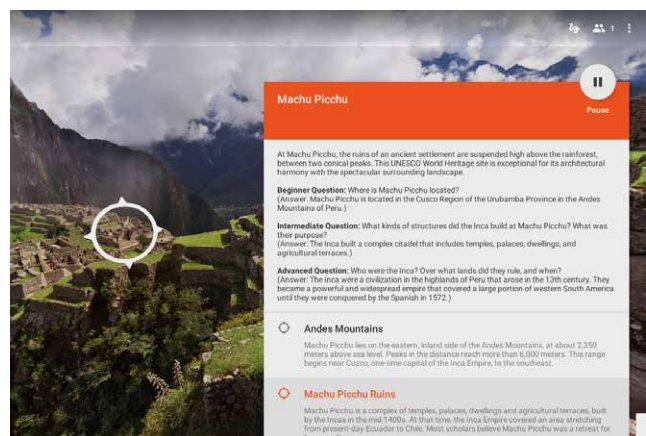 1
Machu Picchu
Pause
At Machu Picchu, the ruins of an ancient settlement are suspended high above the rainforest,
between two conical peaks. This UNESCO World Heritage site is exceptional for its architectural
harmony with the spectacular surrounding landscape.
Beginner Question: Where is Machu Picchu located?
(Answer: Machu Picchu is located in the Cusco Region of the Urubamba Province in the Andes
Mountains of Peru.)
Intermediate Question: What kinds of structures did the Inca build at Machu Picchu? What was
their purpose?
(Answer: The Inca built a complex citadel that includes temples, palaces, dwellings, and
agricultural terraces.)
Advanced Question: Who were the Inca? Over what lands did they rule, and when?
(Answer: The Inca were a civilization in the highlands of Peru that arose in the 13th century. They
became a powerful and widespread empire that covered a large portion of western South America
until they were conquered by the Spanish in 1572.)
Andes Mountains
Machu Picchu lies on the eastern, inland side of the Andes Mountains, at about 2,350
meters above sea level. Peaks in the distance reach more than 6,000 meters. This range
begins near Cuzco, one-time capital of the Inca Empire, to the southeast.
Machu Picchu Ruins
Machu Picchu is a complex of temples, palaces, dwellings and agricultural terraces, built
by the Incas in the mid-1400s. At that time, the Inca Empire covered an area stretching
from present-day Ecuador to Chile. Most scholars believe Machu Picchu was a retreat for